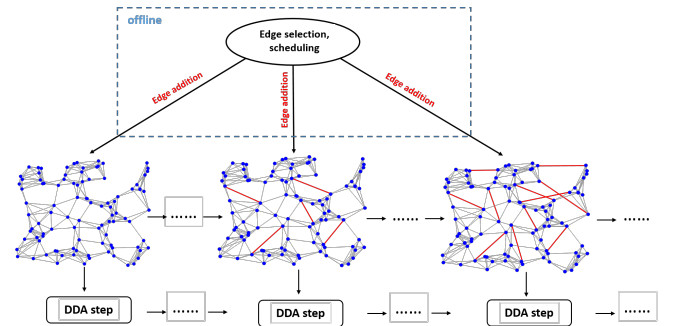 offline
Edge selection,
scheduling
Edge addition
Edge addition
Edge addition
......
......
......
DDA step
......
DDA step
......
DDA step
......